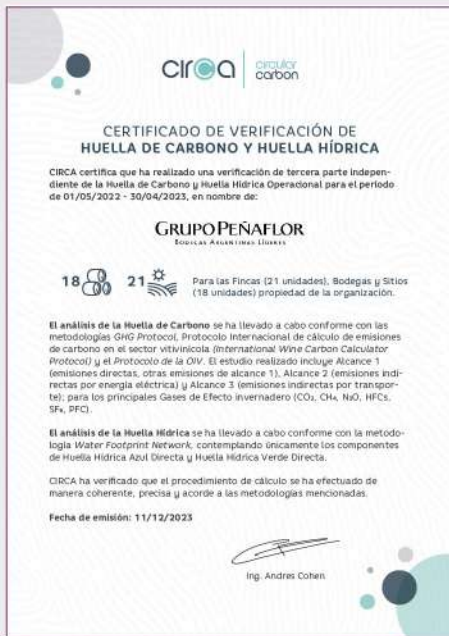 circa
circular
carbon
CERTIFICADO DE VERIFICACIÓN DE
HUELLA DE CARBONO Y HUELLA HÍDRICA
CIRCA certifica que ha realizado una verificación de tercera parte indepen-
diente de la Huella de Carbono y Huella Hídrica Operacional para el periodo
de 01/05/2022 - 30/04/2023, en nombre de:
GRUPO PEÑAFLOR
BODEGAS ARGENTINAS LÍDERES
18 21 Para las Fincas (21 unidades), Bodegas y Sitios
(18 unidades) propiedad de la organización.
El análisis de la Huella de Carbono se ha llevado a cabo conforme con las
metodologías GHG Protocol, Protocolo Internacional de cálculo de emisiones
de carbono en el sector vitivinícola (International Wine Carbon Calculator
Protocol) y el Protocolo de la OIV. El estudio realizado incluye Alcance 1
(emisiones directas, otras emisiones de alcance 1), Alcance 2 (emisiones indi-
rectas por energía eléctrica) y Alcance 3 (emisiones indirectas por transpor-
te); para los principales Gases de Efecto invernadero (CO₂, CH₄, N₂O, HFCs,
SF₆, PFC).
El análisis de la Huella Hídrica se ha llevado a cabo conforme con la metodo-
logía Water Footprint Network, contemplando únicamente los componentes
de Huella Hídrica Azul Directa y Huella Hídrica Verde Directa.
CIRCA ha verificado que el procedimiento de cálculo se ha efectuado de
manera coherente, precisa y acorde a las metodologías mencionadas.
Fecha de emisión: 11/12/2023
Ing. Andres Cohen